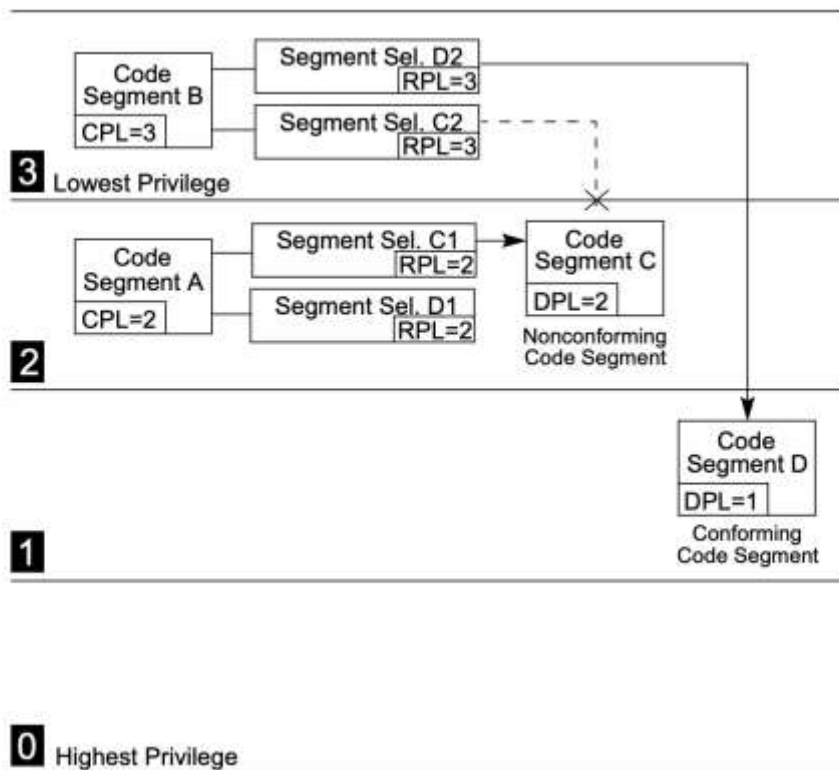 Code
Segment B
CPL=3
Segment Sel. D2
RPL=3
Segment Sel. C2
RPL=3
3 Lowest Privilege
Code
Segment A
CPL=2
Segment Sel. C1
RPL=2
Segment Sel. D1
RPL=2
Code
Segment C
DPL=2
Nonconforming
Code Segment
2
Code
Segment D
DPL=1
Conforming
Code Segment
1
0 Highest Privilege